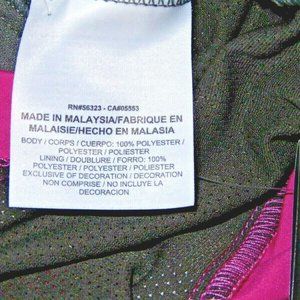 RN#56323 - CA#05553
MADE IN MALAYSIA/FABRIQUE EN
MALAISIE/HECHO EN MALASIA
BODY / CORPS / CUERPO: 100% POLYESTER /
POLYESTER / POLIESTER
LINING / DOUBLURE / FORRO: 100%
POLYESTER / POLYESTER / POLIESTER
EXCLUSIVE OF DECORATION / DECORATION
NON COMPRISE / NO INCLUYE LA
DECORACION